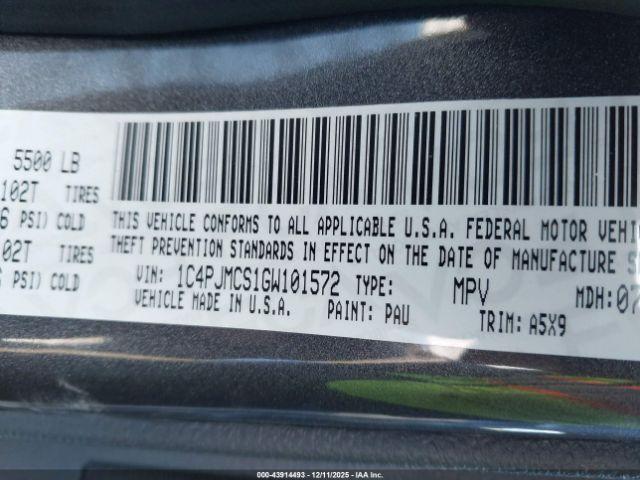 5500 LB
102T TIRES
PSI) COLD
02T TIRES
PSI) COLD
THIS VEHICLE CONFORMS TO ALL APPLICABLE U.S.A. FEDERAL MOTOR VEHI
THEFT PREVENTION STANDARDS IN EFFECT ON THE DATE OF MANUFACTURE S
VIN: 1C4PJMCS1GW101572 TYPE: MPV MDH: 07
VEHICLE MADE IN U.S.A. PAINT: PAU TRIM: A5X9
000-43914493 - 12/11/2025 - IAA Inc.